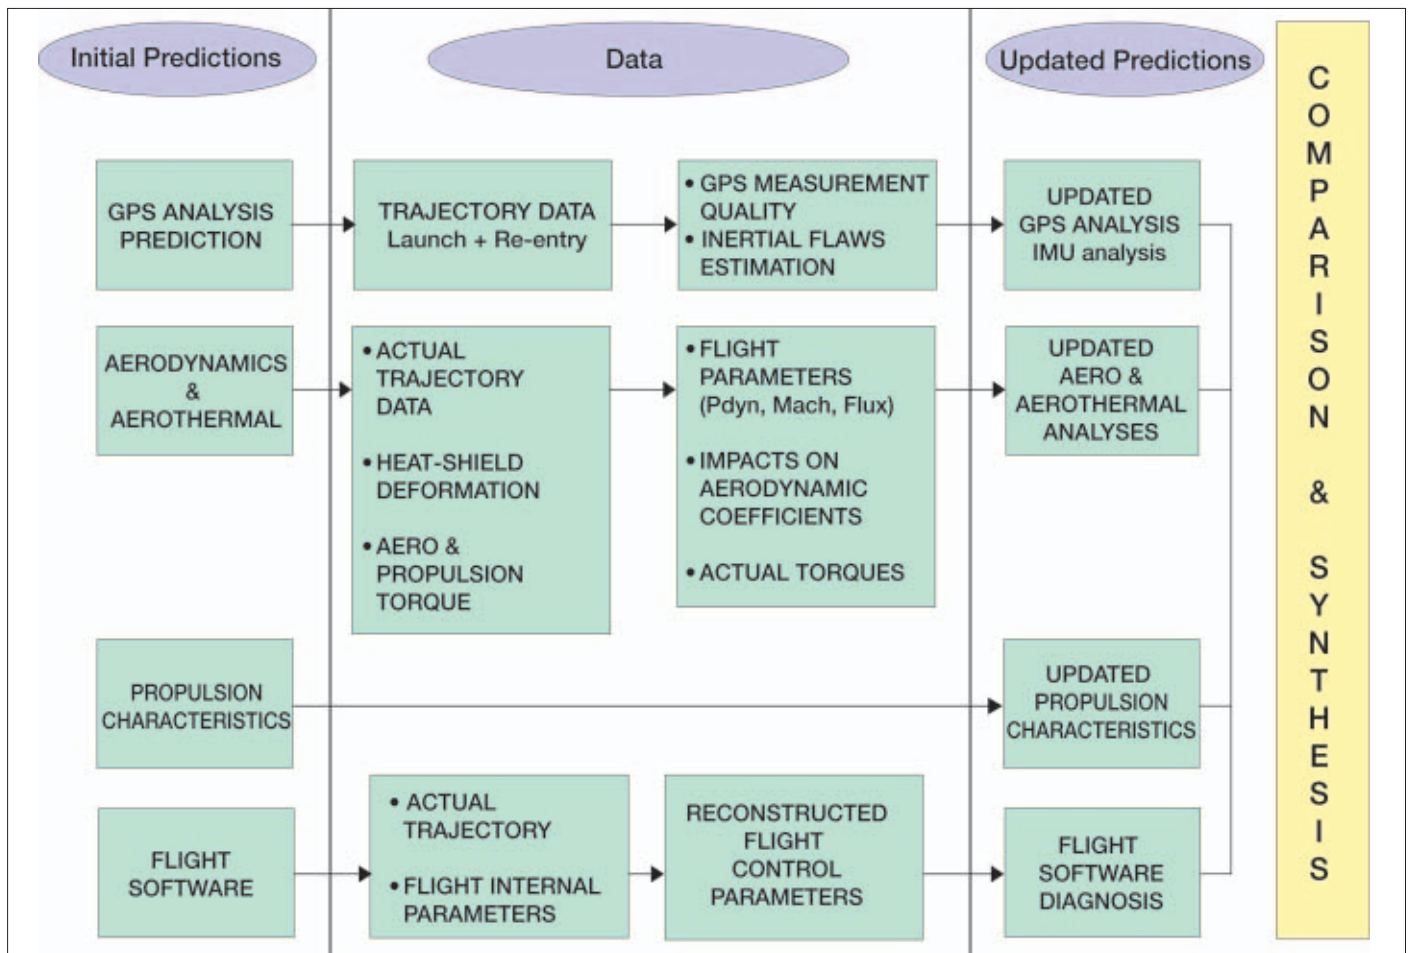 Initial Predictions
Data
Updated Predictions
GPS ANALYSIS
PREDICTION
TRAJECTORY DATA
Launch + Re-entry
• GPS MEASUREMENT
QUALITY
• INERTIAL FLAWS
ESTIMATION
UPDATED
GPS ANALYSIS
IMU analysis
AERODYNAMICS
&
AEROTHERMAL
• ACTUAL
TRAJECTORY
DATA
• HEAT-SHIELD
DEFORMATION
• AERO &
PROPULSION
TORQUE
• FLIGHT
PARAMETERS
(Pdyn, Mach, Flux)
• IMPACTS ON
AERODYNAMIC
COEFFICIENTS
• ACTUAL TORQUES
UPDATED
AERO &
AEROTHERMAL
ANALYSES
PROPULSION
CHARACTERISTICS
UPDATED
PROPULSION
CHARACTERISTICS
FLIGHT
SOFTWARE
• ACTUAL
TRAJECTORY
• FLIGHT INTERNAL
PARAMETERS
RECONSTRUCTED
FLIGHT
CONTROL
PARAMETERS
FLIGHT
SOFTWARE
DIAGNOSIS
COMPARISON & SYNTHESIS